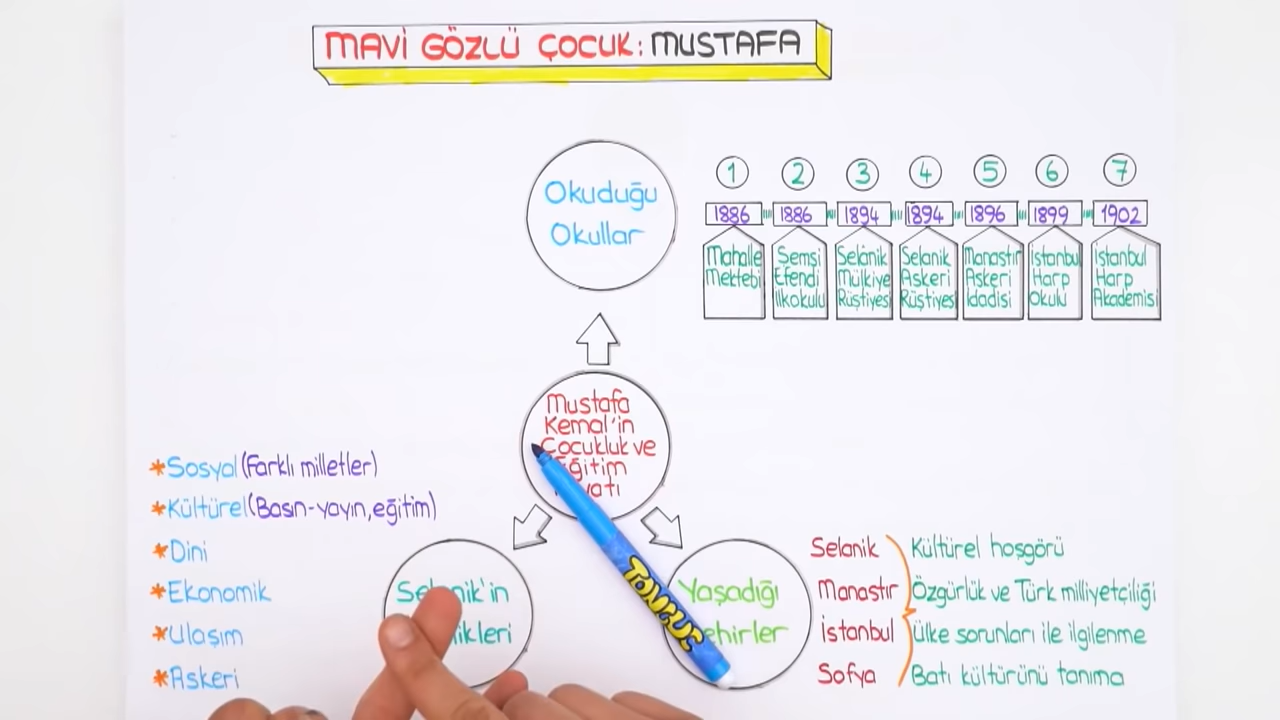 MAVİ GÖZLÜ ÇOCUK: MUSTAFA
Okuduğu
Okullar
1 2 3 4 5 6 7
1886 1886 1894 1894 1896 1899 1902
Mahalle
Mektebi
Şemsi
Efendi
İlkokulu
Selânik
Mülkiye
Rüştiyesi
Selanik
Askeri
Rüştiyesi
Manastır
Askeri
İdadisi
İstanbul
Harp
Okulu
İstanbul
Harp
Akademisi
Mustafa
Kemal'in
Çocukluk ve
Eğitim
*Sosyal (Farklı milletler)
*Kültürel (Basın-yayın, eğitim)
*Dini
*Ekonomik
*Ulaşım
*Askeri
Yaşadığı
Selanik Kültürel hoşgörü
Manastır Özgürlük ve Türk milliyetçiliği
İstanbul Ülke sorunları ile ilgilenme
Sofya Batı kültürünü tanıma